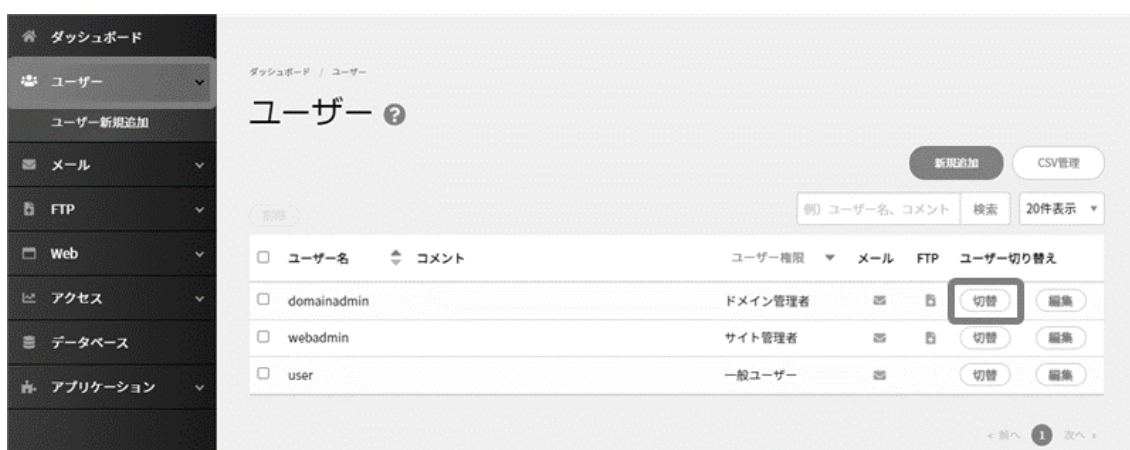 ダッシュボード
ユーザー
ユーザー新規追加
メール
FTP
Web
アクセス
データベース
アプリケーション
ダッシュボード / ユーザー
ユーザー ?
新規追加 CSV管理
削除 例）ユーザー名、コメント 検索 20件表示
ユーザー名 コメント ユーザー権限 メール FTP ユーザー切り替え
domainadmin ドメイン管理者 切替 編集
webadmin サイト管理者 切替 編集
user 一般ユーザー 切替 編集
« 前へ 1 次へ »